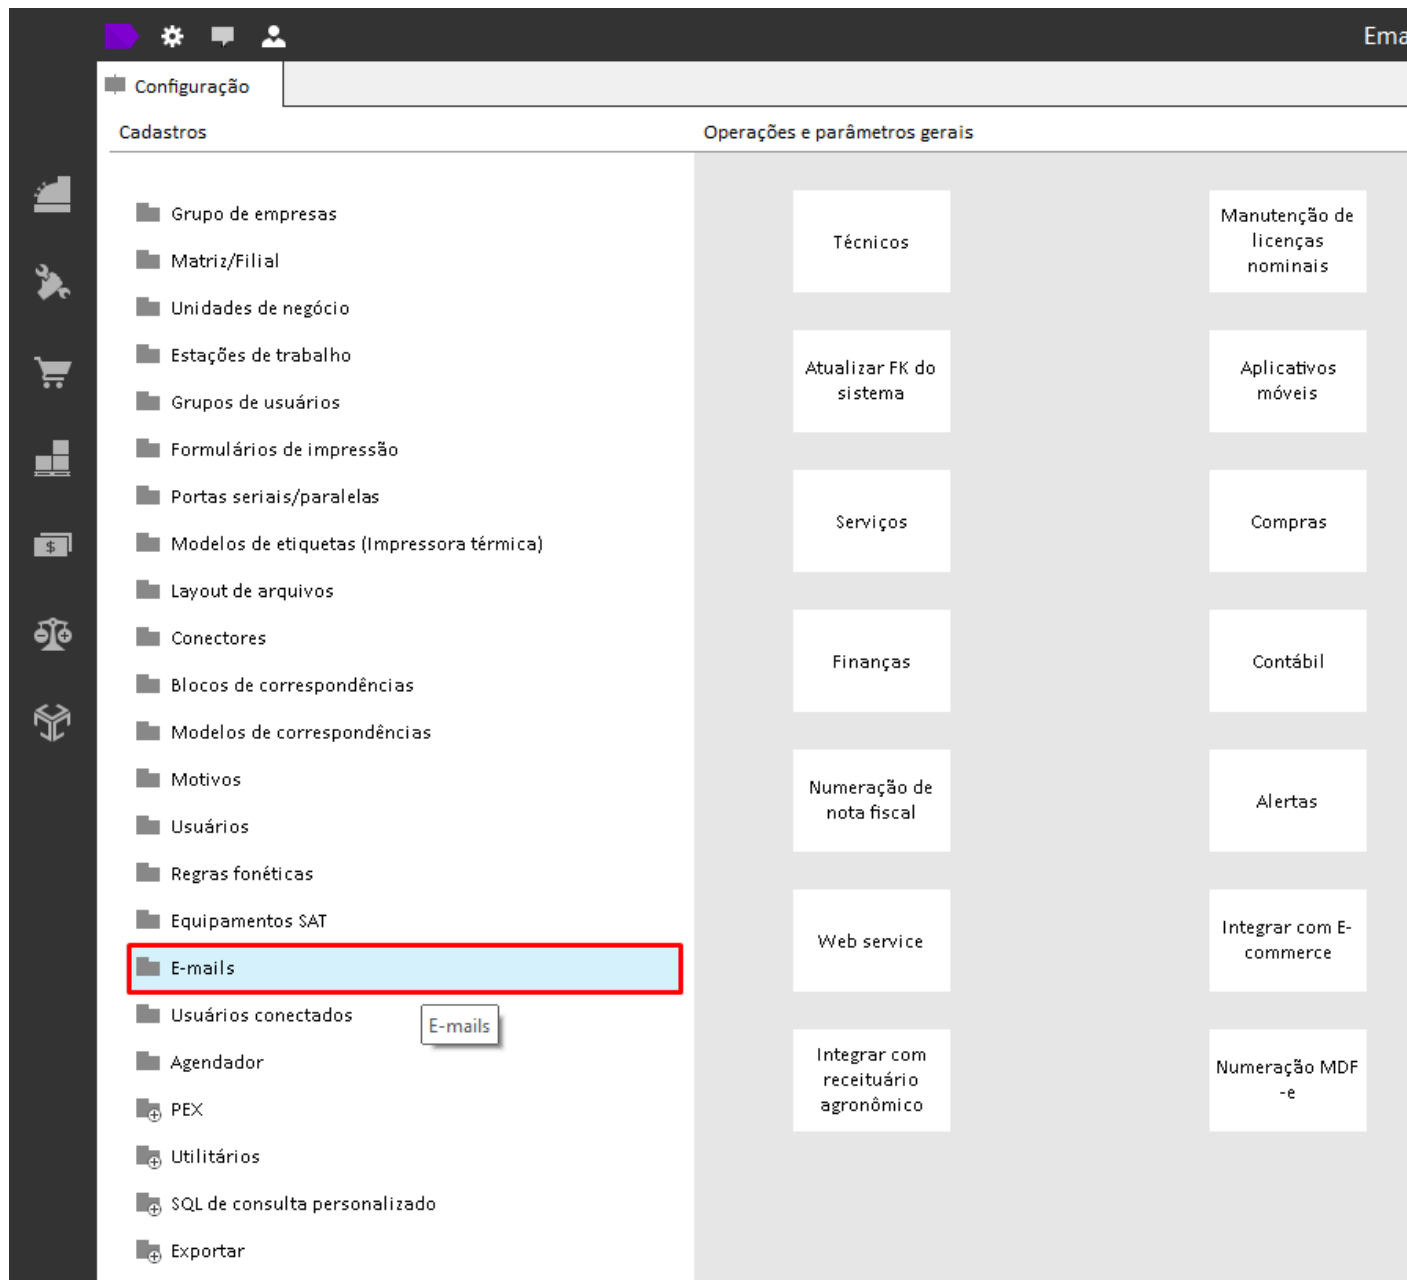 Ema
Configuração
Cadastros
Operações e parâmetros gerais
Grupo de empresas
Matriz/Filial
Unidades de negócio
Estações de trabalho
Grupos de usuários
Formulários de impressão
Portas seriais/paralelas
Modelos de etiquetas (Impressora térmica)
Layout de arquivos
Conectores
Blocos de correspondências
Modelos de correspondências
Motivos
Usuários
Regras fonéticas
Equipamentos SAT
E-mails
Usuários conectados
E-mails
Agendador
PEX
Utilitários
SQL de consulta personalizado
Exportar
Técnicos
Manutenção de
licenças
nominais
Atualizar FK do
sistema
Aplicativos
móveis
Serviços
Compras
Finanças
Contábil
Numeração de
nota fiscal
Alertas
Web service
Integrar com E-
commerce
Integrar com
receituário
agronômico
Numeração MDF
-e